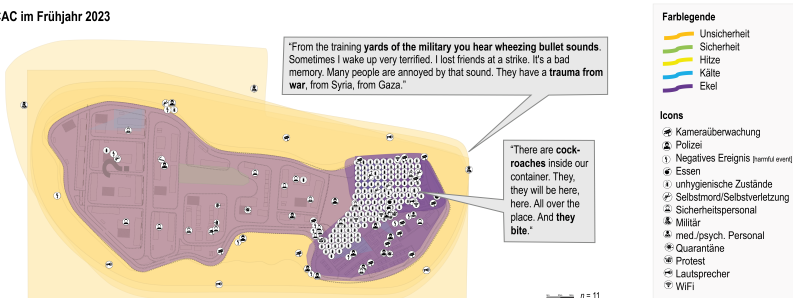 CAC im Frühjahr 2023
"From the training yards of the military you hear wheezing bullet sounds.
Sometimes I wake up very terrified. I lost friends at a strike. It's a bad
memory. Many people are annoyed by that sound. They have a trauma from
war, from Syria, from Gaza."
"There are cock-
roaches inside our
container. They,
they will be here,
here. All over the
place. And they
bite."
n = 11
Farblegende
Unsicherheit
Sicherheit
Hitze
Kälte
Ekel
Icons
Kameraüberwachung
Polizei
Negatives Ereignis [harmful event]
Essen
unhygienische Zustände
Selbstmord/Selbstverletzung
Sicherheitspersonal
Militär
med./psych. Personal
Quarantäne
Protest
Lautsprecher
WiFi